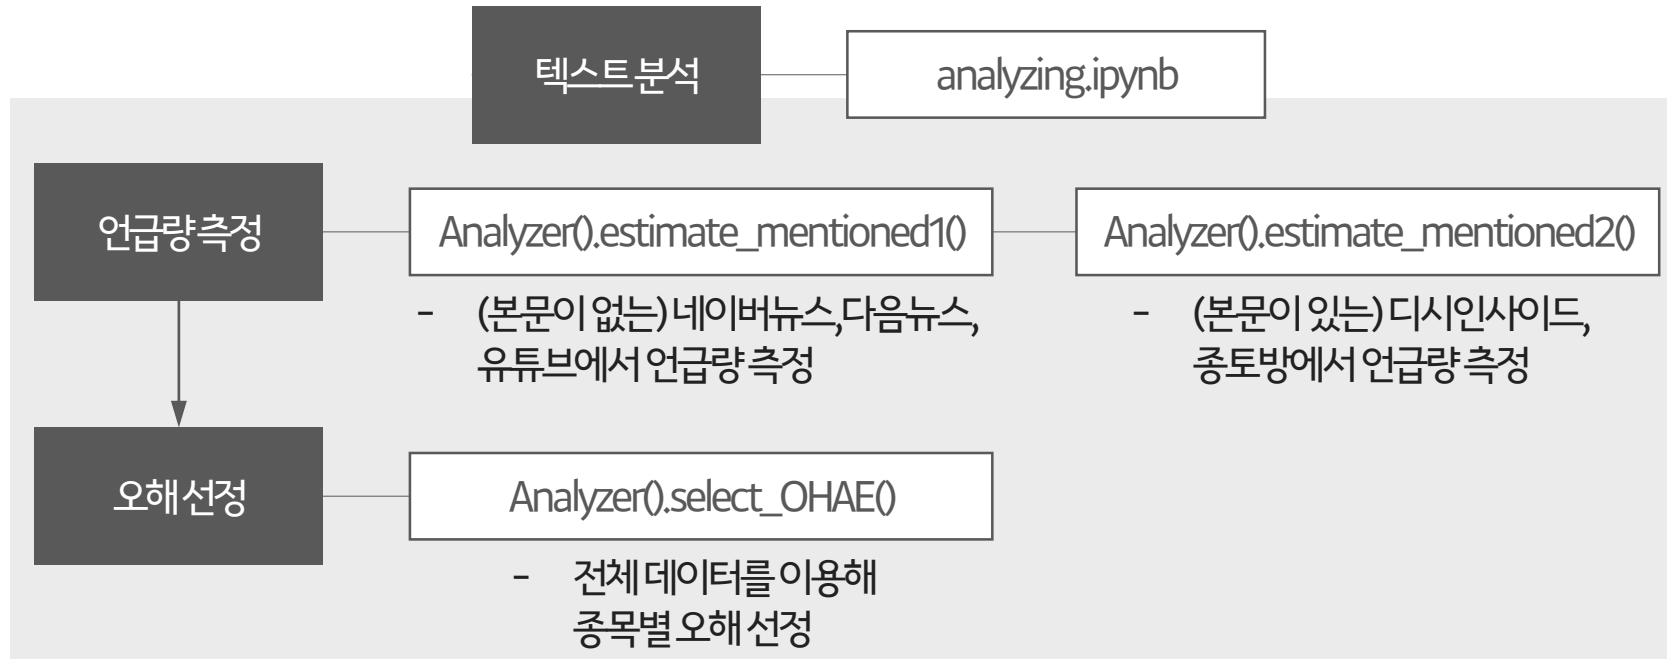 텍스트 분석
analyzing.ipynb
언급량 측정
Analyzer().estimate_mentioned1()
Analyzer().estimate_mentioned2()
- (본문이 없는) 네이버뉴스, 다음뉴스,
유튜브에서 언급량 측정
- (본문이 있는) 디시인사이드,
종토방에서 언급량 측정
오해 선정
Analyzer().select_OHAE()
- 전체 데이터를 이용해
종목별 오해 선정